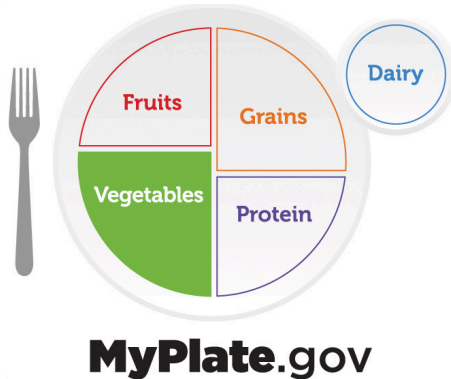 Fruits
Grains
Dairy
Vegetables
Protein
MyPlate.gov